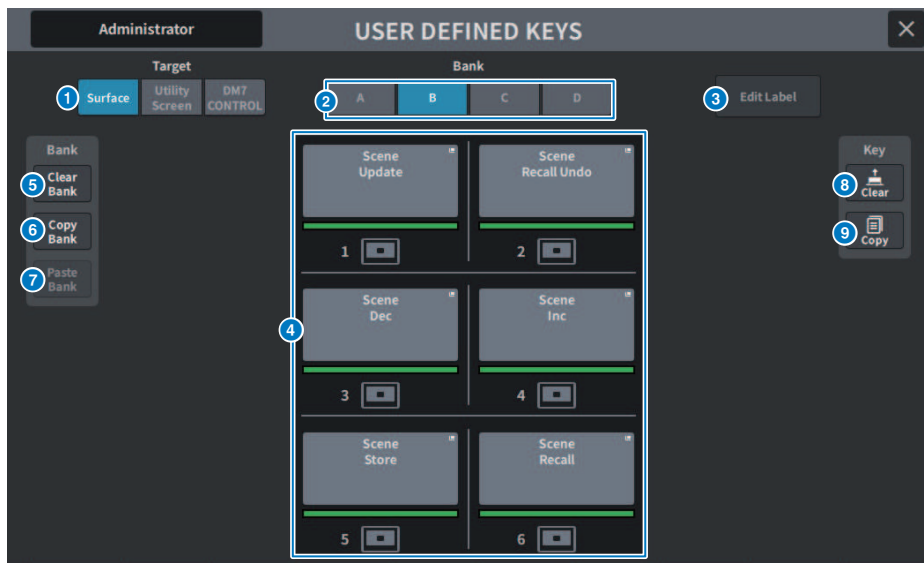 Administrator
USER DEFINED KEYS
Target
Bank
1
Surface
Utility
Screen
DM7
CONTROL
2
A
B
C
D
3
Edit Label
Bank
5
Clear
Bank
6
Copy
Bank
7
Paste
Bank
4
Scene
Update
1
Scene
Recall Undo
2
Scene
Dec
3
Scene
Inc
4
Scene
Store
5
Scene
Recall
6
Key
8
Clear
9
Copy